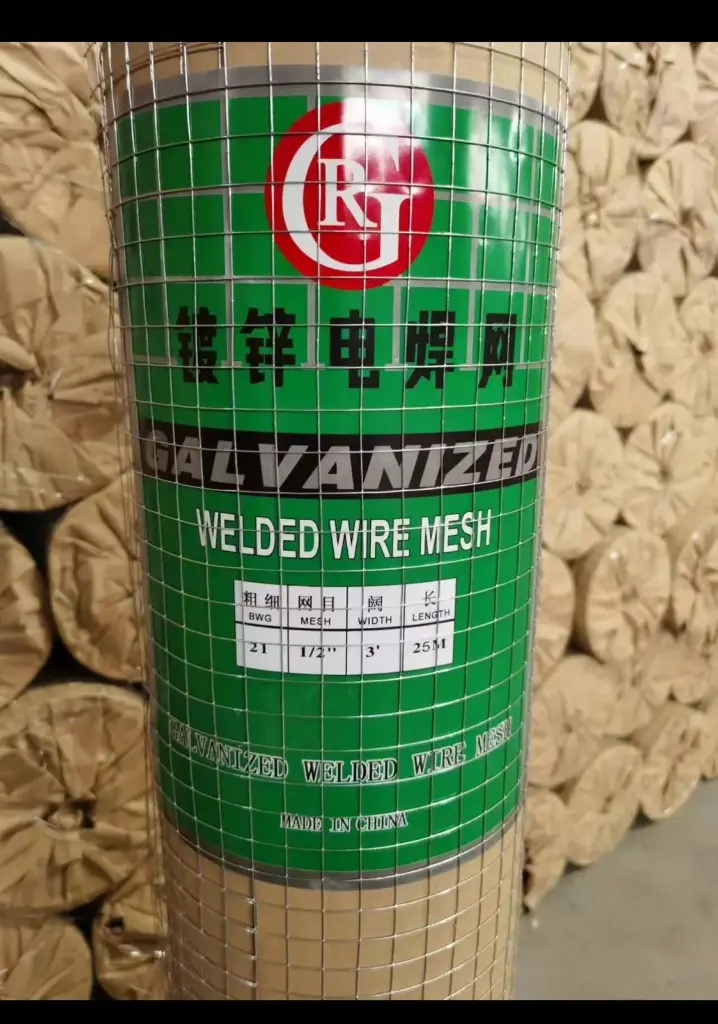 RG
镀锌电焊网
GALVANIZED
WELDED WIRE MESH
粗细 网目 阔 长
BWG MESH WIDTH LENGTH
21 1/2" 3' 25M
GALVANIZED WELDED WIRE MESH
MADE IN CHINA